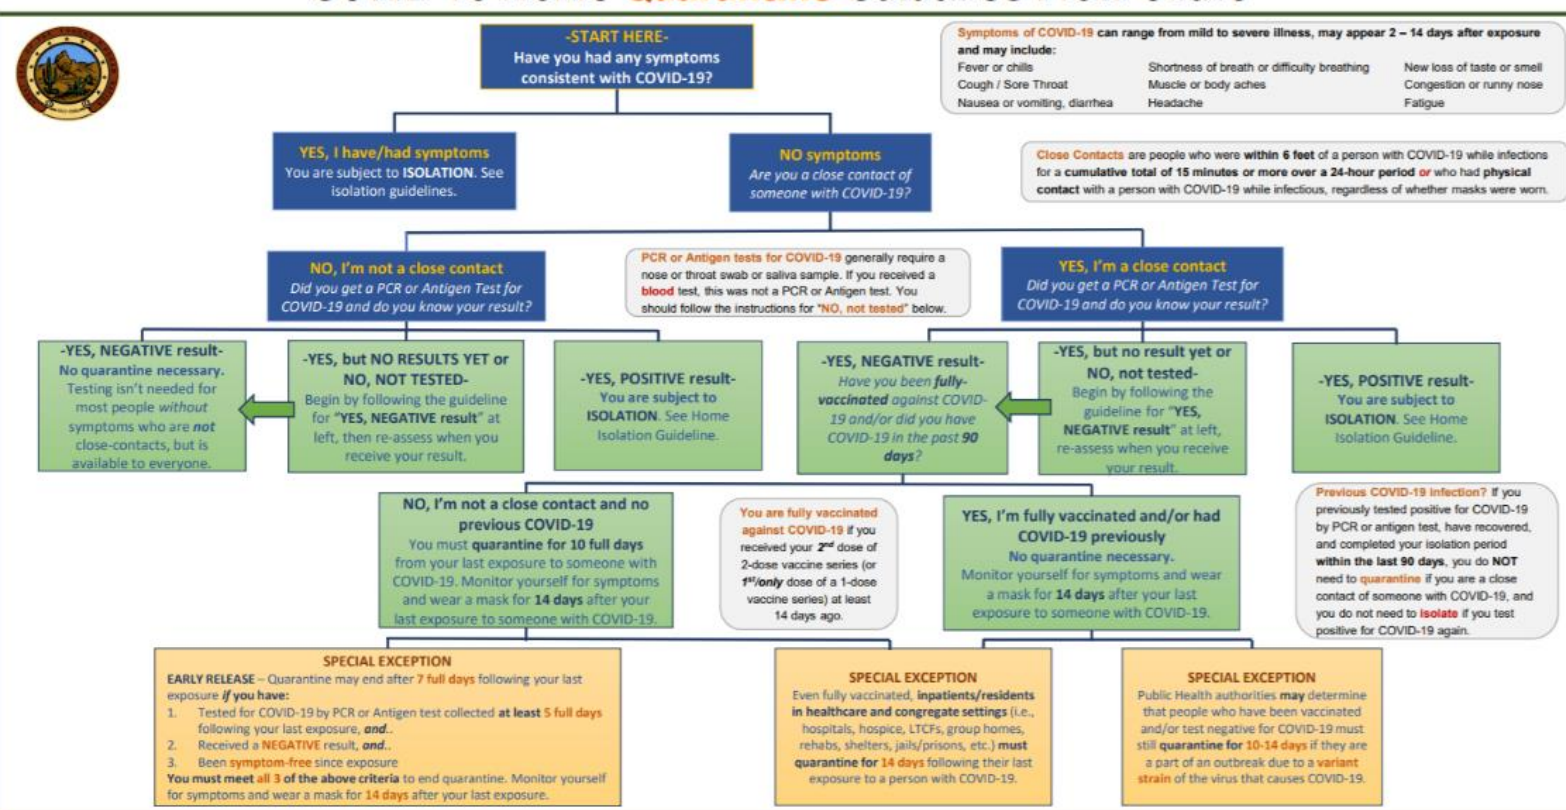 -START HERE-
Have you had any symptoms
consistent with COVID-19?
Symptoms of COVID-19 can range from mild to severe illness, may appear 2 – 14 days after exposure
and may include:
Fever or chills
Shortness of breath or difficulty breathing
New loss of taste or smell
Cough / Sore Throat
Muscle or body aches
Congestion or runny nose
Nausea or vomiting, diarrhea
Headache
Fatigue
YES, I have/had symptoms
You are subject to ISOLATION. See
isolation guidelines.
NO symptoms
Are you a close contact of
someone with COVID-19?
Close Contacts are people who were within 6 feet of a person with COVID-19 while infections
for a cumulative total of 15 minutes or more over a 24-hour period or who had physical
contact with a person with COVID-19 while infectious, regardless of whether masks were worn.
NO, I'm not a close contact
Did you get a PCR or Antigen Test for
COVID-19 and do you know your result?
PCR or Antigen tests for COVID-19 generally require a
nose or throat swab or saliva sample. If you received a
blood test, this was not a PCR or Antigen test. You
should follow the instructions for "NO, not tested" below.
YES, I'm a close contact
Did you get a PCR or Antigen Test for
COVID-19 and do you know your result?
-YES, NEGATIVE result-
No quarantine necessary.
Testing isn't needed for
most people without
symptoms who are not
close-contacts, but is
available to everyone.
-YES, but NO RESULTS YET or
NO, NOT TESTED-
Begin by following the guideline
for "YES, NEGATIVE result" at
left, then re-assess when you
receive your result.
-YES, POSITIVE result-
You are subject to
ISOLATION. See Home
Isolation Guideline.
-YES, NEGATIVE result-
Have you been fully-
vaccinated against COVID-
19 and/or did you have
COVID-19 in the past 90
days?
-YES, but no result yet or
NO, not tested-
Begin by following the
guideline for "YES,
NEGATIVE result" at left,
re-assess when you receive
your result.
-YES, POSITIVE result-
You are subject to
ISOLATION. See Home
Isolation Guideline.
NO, I'm not a close contact and no
previous COVID-19
You must quarantine for 10 full days
from your last exposure to someone with
COVID-19. Monitor yourself for symptoms
and wear a mask for 14 days after your
last exposure to someone with COVID-19.
You are fully vaccinated
against COVID-19 if you
received your 2nd dose of
2-dose vaccine series (or
1st/only dose of a 1-dose
vaccine series) at least
14 days ago.
YES, I'm fully vaccinated and/or had
COVID-19 previously
No quarantine necessary.
Monitor yourself for symptoms and wear
a mask for 14 days after your last
exposure to someone with COVID-19.
Previous COVID-19 Infection? If you
previously tested positive for COVID-19
by PCR or antigen test, have recovered,
and completed your isolation period
within the last 90 days, you do NOT
need to quarantine if you are a close
contact of someone with COVID-19, and
you do not need to isolate if you test
positive for COVID-19 again.
SPECIAL EXCEPTION
EARLY RELEASE – Quarantine may end after 7 full days following your last
exposure if you have:
1. Tested for COVID-19 by PCR or Antigen test collected at least 5 full days
following your last exposure, and..
2. Received a NEGATIVE result, and..
3. Been symptom-free since exposure
You must meet all 3 of the above criteria to end quarantine. Monitor yourself
for symptoms and wear a mask for 14 days after your last exposure.
SPECIAL EXCEPTION
Even fully vaccinated, inpatients/residents
in healthcare and congregate settings (i.e.,
hospitals, hospice, LTCFs, group homes,
rehabs, shelters, jails/prisons, etc.) must
quarantine for 14 days following their last
exposure to a person with COVID-19.
SPECIAL EXCEPTION
Public Health authorities may determine
that people who have been vaccinated
and/or test negative for COVID-19 must
still quarantine for 10-14 days if they are
a part of an outbreak due to a variant
strain of the virus that causes COVID-19.